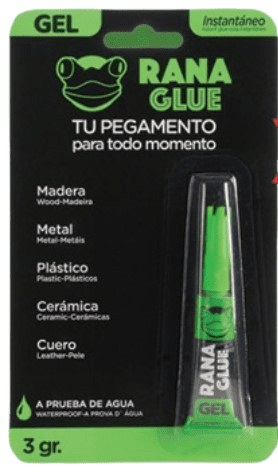 GEL
Instantáneo
RANA
GLUE
TU PEGAMENTO
para todo momento
Madera
Wood-Madeira
Metal
Metal-Metáis
Plástico
Plastic-Plásticos
Cerámica
Ceramic-Cerámicas
Cuero
Leather-Pele
A PRUEBA DE AGUA
WATERPROOF-A PROVA D´ ÁGUA
3 gr.
RANA
GLUE
GEL